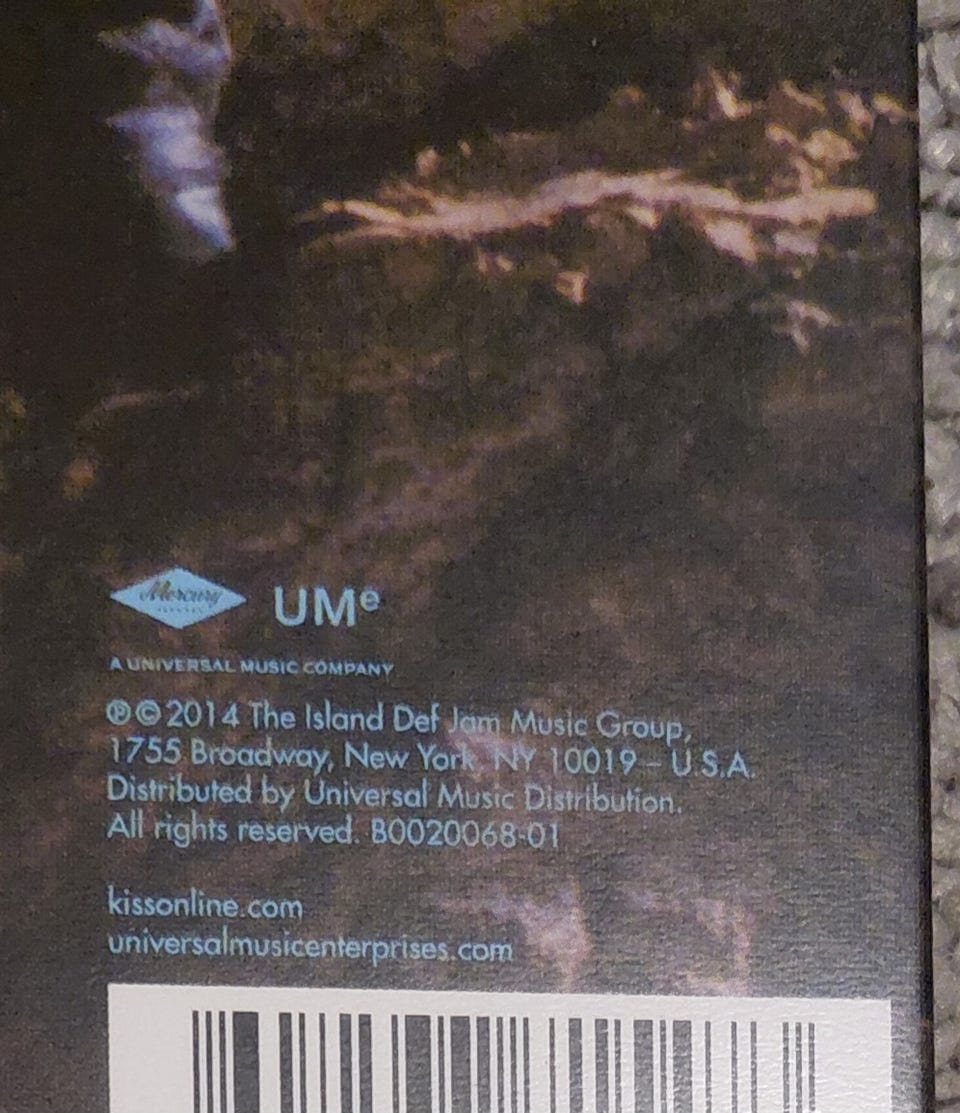 Mercury
UMe
A UNIVERSAL MUSIC COMPANY
℗©2014 The Island Def Jam Music Group,
1755 Broadway, New York, NY 10019 – U.S.A.
Distributed by Universal Music Distribution.
All rights reserved. B0020068-01
kissonline.com
universalmusicenterprises.com